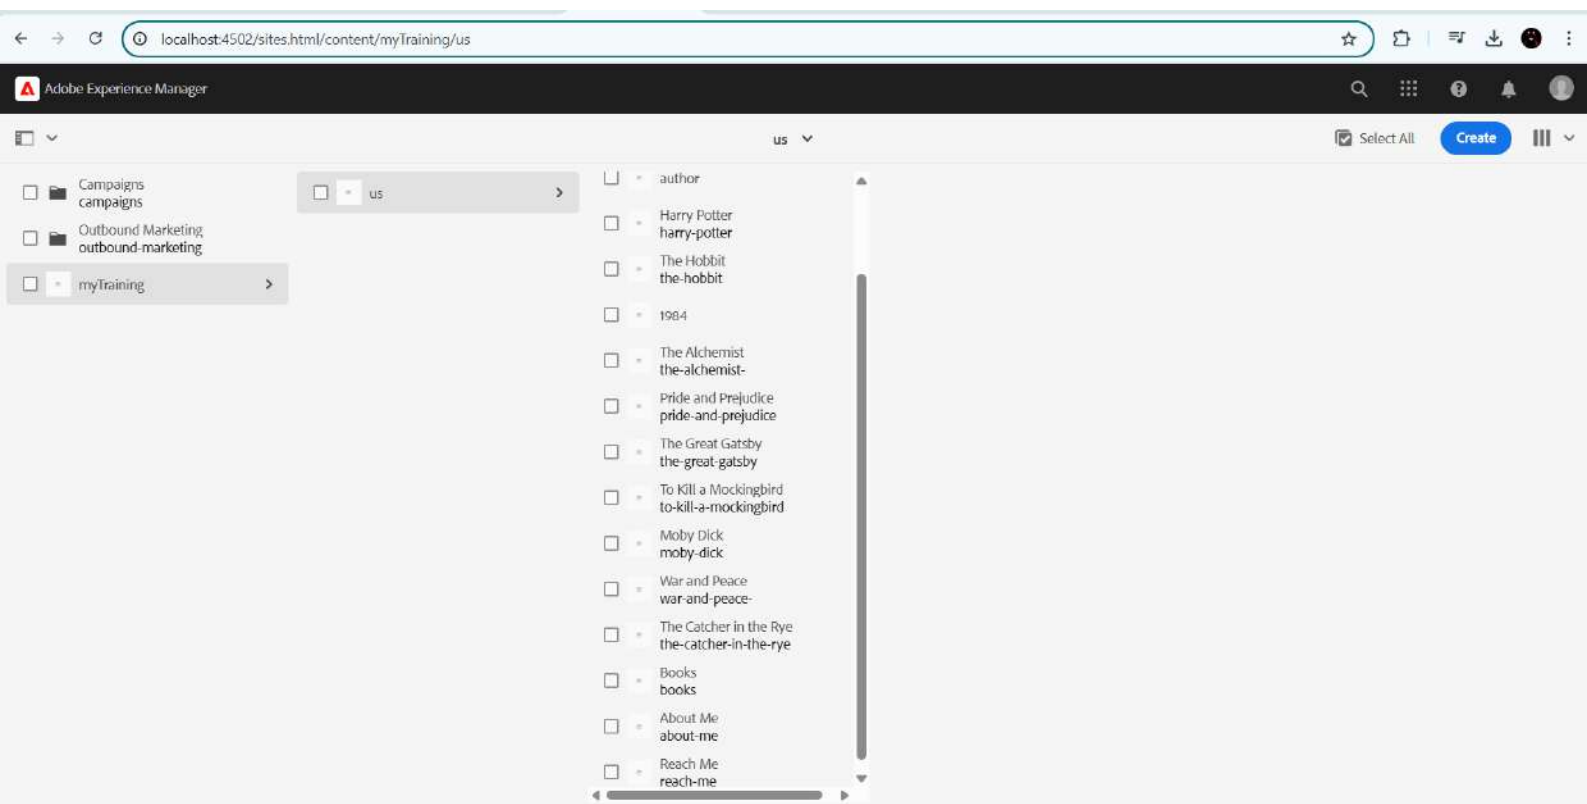 localhost:4502/sites.html/content/myTraining/us
Adobe Experience Manager
us
Select All
Create
Campaigns
campaigns
Outbound Marketing
outbound-marketing
myTraining
us
author
Harry Potter
harry-potter
The Hobbit
the-hobbit
1984
The Alchemist
the-alchemist-
Pride and Prejudice
pride-and-prejudice
The Great Gatsby
the-great-gatsby
To Kill a Mockingbird
to-kill-a-mockingbird
Moby Dick
moby-dick
War and Peace
war-and-peace-
The Catcher in the Rye
the-catcher-in-the-rye
Books
books
About Me
about-me
Reach Me
reach-me